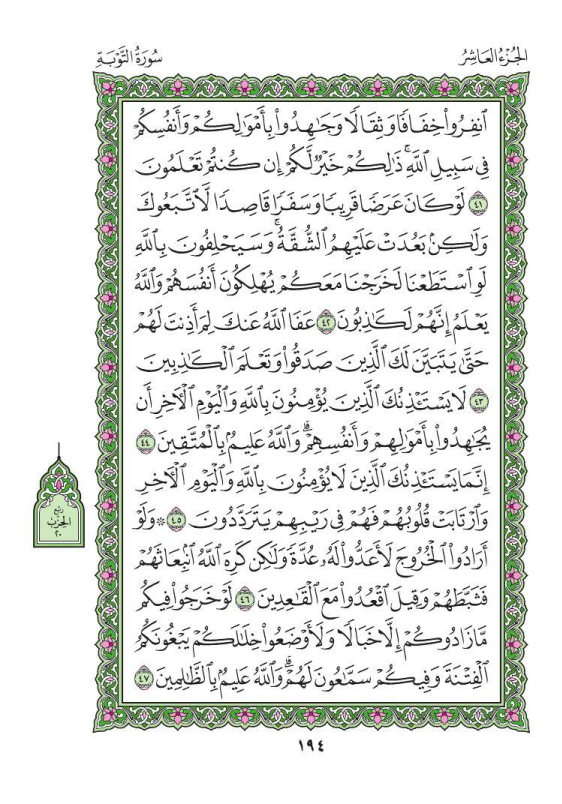 الجُزْءُ العَاشِرُ
سُورَةُ التَّوْبَةِ
ٱنفِرُواْ خِفَافٗا وَثِقَالٗا وَجَٰهِدُواْ بِأَمۡوَٰلِكُمۡ وَأَنفُسِكُمۡ
فِي سَبِيلِ ٱللَّهِۚ ذَٰلِكُمۡ خَيۡرٞ لَّكُمۡ إِن كُنتُمۡ تَعۡلَمُونَ
٤١ لَوۡ كَانَ عَرَضٗا قَرِيبٗا وَسَفَرٗا قَاصِدٗا لَّٱتَّبَعُوكَ
وَلَٰكِنۢ بَعُدَتۡ عَلَيۡهِمُ ٱلشُّقَّةُۚ وَسَيَحۡلِفُونَ بِٱللَّهِ
لَوِ ٱسۡتَطَعۡنَا لَخَرَجۡنَا مَعَكُمۡ يُهۡلِكُونَ أَنفُسَهُمۡ وَٱللَّهُ
يَعۡلَمُ إِنَّهُمۡ لَكَٰذِبُونَ ٤٢ عَفَا ٱللَّهُ عَنكَ لِمَ أَذِنتَ لَهُمۡ
حَتَّىٰ يَتَبَيَّنَ لَكَ ٱلَّذِينَ صَدَقُواْ وَتَعۡلَمَ ٱلۡكَٰذِبِينَ
٤٣ لَا يَسۡتَـٔۡذِنُكَ ٱلَّذِينَ يُؤۡمِنُونَ بِٱللَّهِ وَٱلۡيَوۡمِ ٱلۡأٓخِرِ أَن
يُجَٰهِدُواْ بِأَمۡوَٰلِهِمۡ وَأَنفُسِهِمۡۗ وَٱللَّهُ عَلِيمُۢ بِٱلۡمُتَّقِينَ ٤٤
إِنَّمَا يَسۡتَـٔۡذِنُكَ ٱلَّذِينَ لَا يُؤۡمِنُونَ بِٱللَّهِ وَٱلۡيَوۡمِ ٱلۡأٓخِرِ
وَٱرۡتَابَتۡ قُلُوبُهُمۡ فَهُمۡ فِي رَيۡبِهِمۡ يَتَرَدَّدُونَ ٤٥ ۞ وَلَوۡ
أَرَادُواْ ٱلۡخُرُوجَ لَأَعَدُّواْ لَهُۥ عُدَّةٗ وَلَٰكِن كَرِهَ ٱللَّهُ ٱنۢبِعَاثَهُمۡ
فَثَبَّطَهُمۡ وَقِيلَ ٱقۡعُدُواْ مَعَ ٱلۡقَٰعِدِينَ ٤٦ لَوۡ خَرَجُواْ فِيكُم
مَّا زَادُوكُمۡ إِلَّا خَبَالٗا وَلَأَوۡضَعُواْ خِلَٰلَكُمۡ يَبۡغُونَكُمُ
ٱلۡفِتۡنَةَ وَفِيكُمۡ سَمَّٰعُونَ لَهُمۡۗ وَٱللَّهُ عَلِيمُۢ بِٱلظَّٰلِمِينَ ٤٧
ربع
الحزب
٢٠
١٩٤